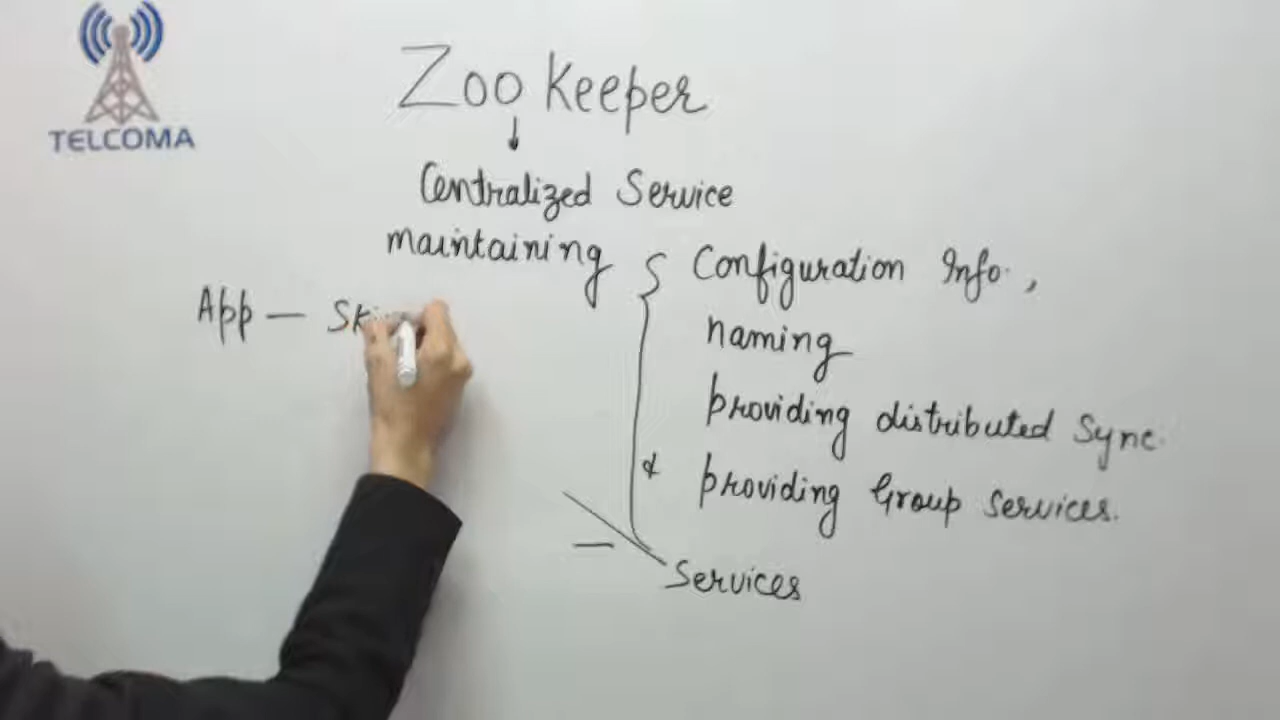 TELCOMA
Zoo Keeper
Centralized Service
maintaining
Configuration Info.,
naming
providing distributed Sync.
& providing Group Services.
Services
App —